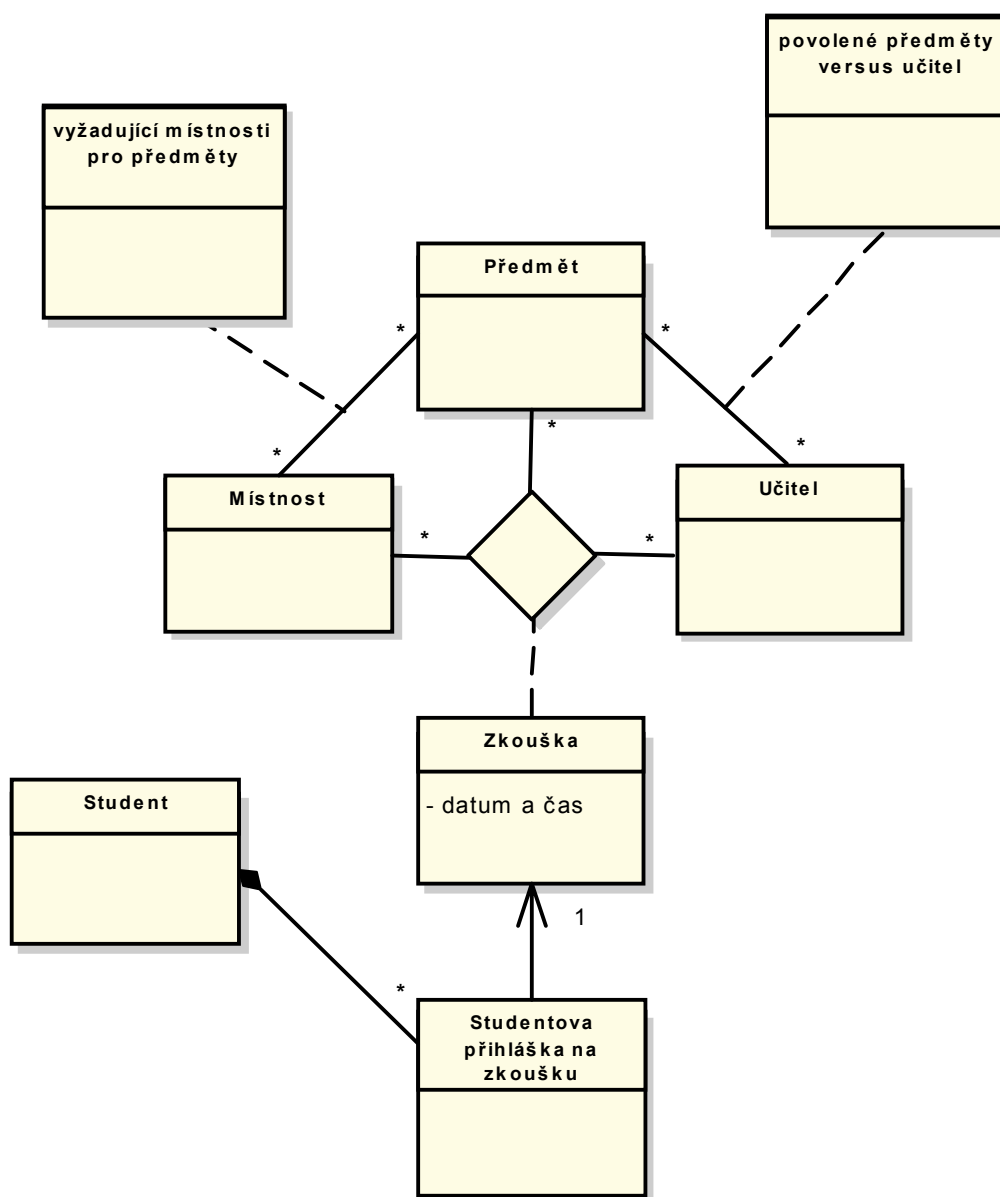 povolené předměty
versus učitel
vyžadující místnosti
pro předměty
Předmět
*
*
*
*
*
Místnost
Učitel
*
*
Zkouška
- datum a čas
Student
1
*
Studentova
přihláška na
zkoušku